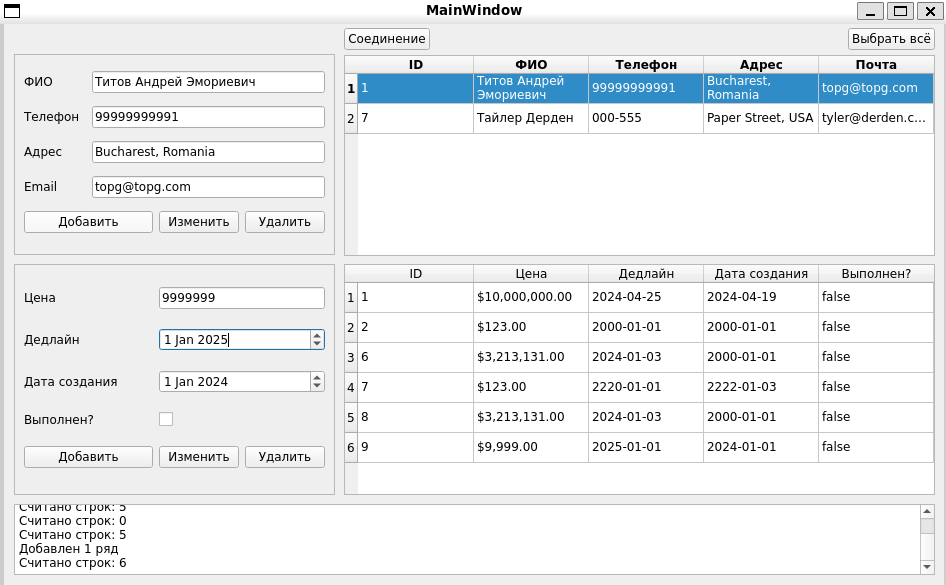 MainWindow
Соединение
Выбрать всё
ФИО Титов Андрей Эмориевич
Телефон 99999999991
Адрес Bucharest, Romania
Email topg@topg.com
Добавить Изменить Удалить
ID ФИО Телефон Адрес Почта
1 1 Титов Андрей Эмориевич 99999999991 Bucharest, Romania topg@topg.com
2 7 Тайлер Дерден 000-555 Paper Street, USA tyler@derden.c...
Цена 9999999
Дедлайн 1 Jan 2025
Дата создания 1 Jan 2024
Выполнен?
Добавить Изменить Удалить
ID Цена Дедлайн Дата создания Выполнен?
1 1 $10,000,000.00 2024-04-25 2024-04-19 false
2 2 $123.00 2000-01-01 2000-01-01 false
3 6 $3,213,131.00 2024-01-03 2000-01-01 false
4 7 $123.00 2220-01-01 2222-01-03 false
5 8 $3,213,131.00 2024-01-03 2000-01-01 false
6 9 $9,999.00 2025-01-01 2024-01-01 false
Считано строк: 5
Считано строк: 0
Считано строк: 5
Добавлен 1 ряд
Считано строк: 6